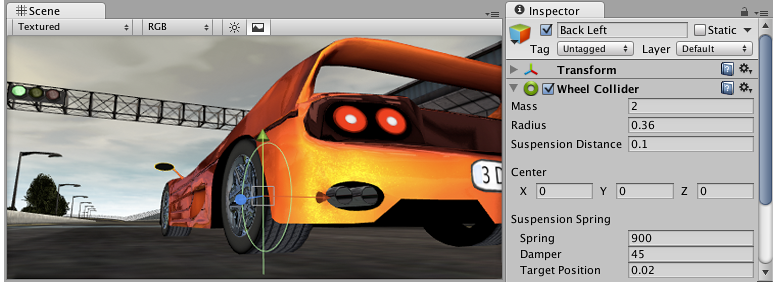 Scene
Textured RGB
Inspector
Back Left Static
Tag Untagged Layer Default
Transform
Wheel Collider
Mass 2
Radius 0.36
Suspension Distance 0.1
Center
X 0 Y 0 Z 0
Suspension Spring
Spring 900
Damper 45
Target Position 0.02
3 D